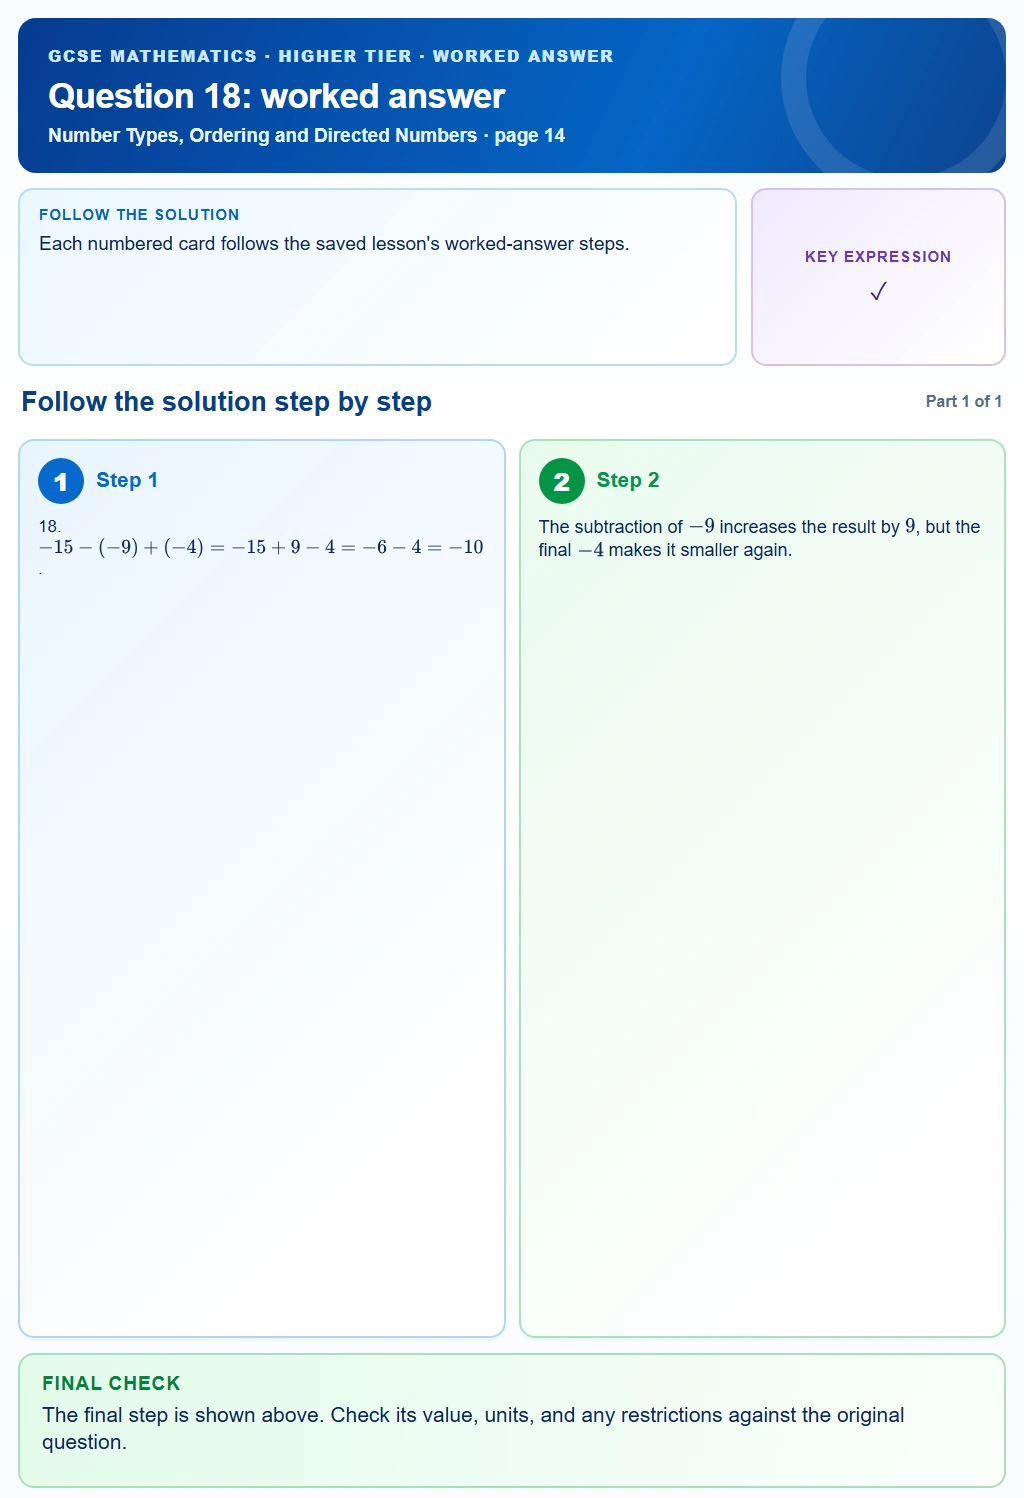 GCSE MATHEMATICS · HIGHER TIER · WORKED ANSWER
Question 18: worked answer
Number Types, Ordering and Directed Numbers · page 14
FOLLOW THE SOLUTION
Each numbered card follows the saved lesson's worked-answer steps.
KEY EXPRESSION
✓
Follow the solution step by step
Part 1 of 1
1 Step 1
18.
−15 − (−9) + (−4) = −15 + 9 − 4 = −6 − 4 = −10
.
2 Step 2
The subtraction of −9 increases the result by 9, but the
final −4 makes it smaller again.
FINAL CHECK
The final step is shown above. Check its value, units, and any restrictions against the original
question.